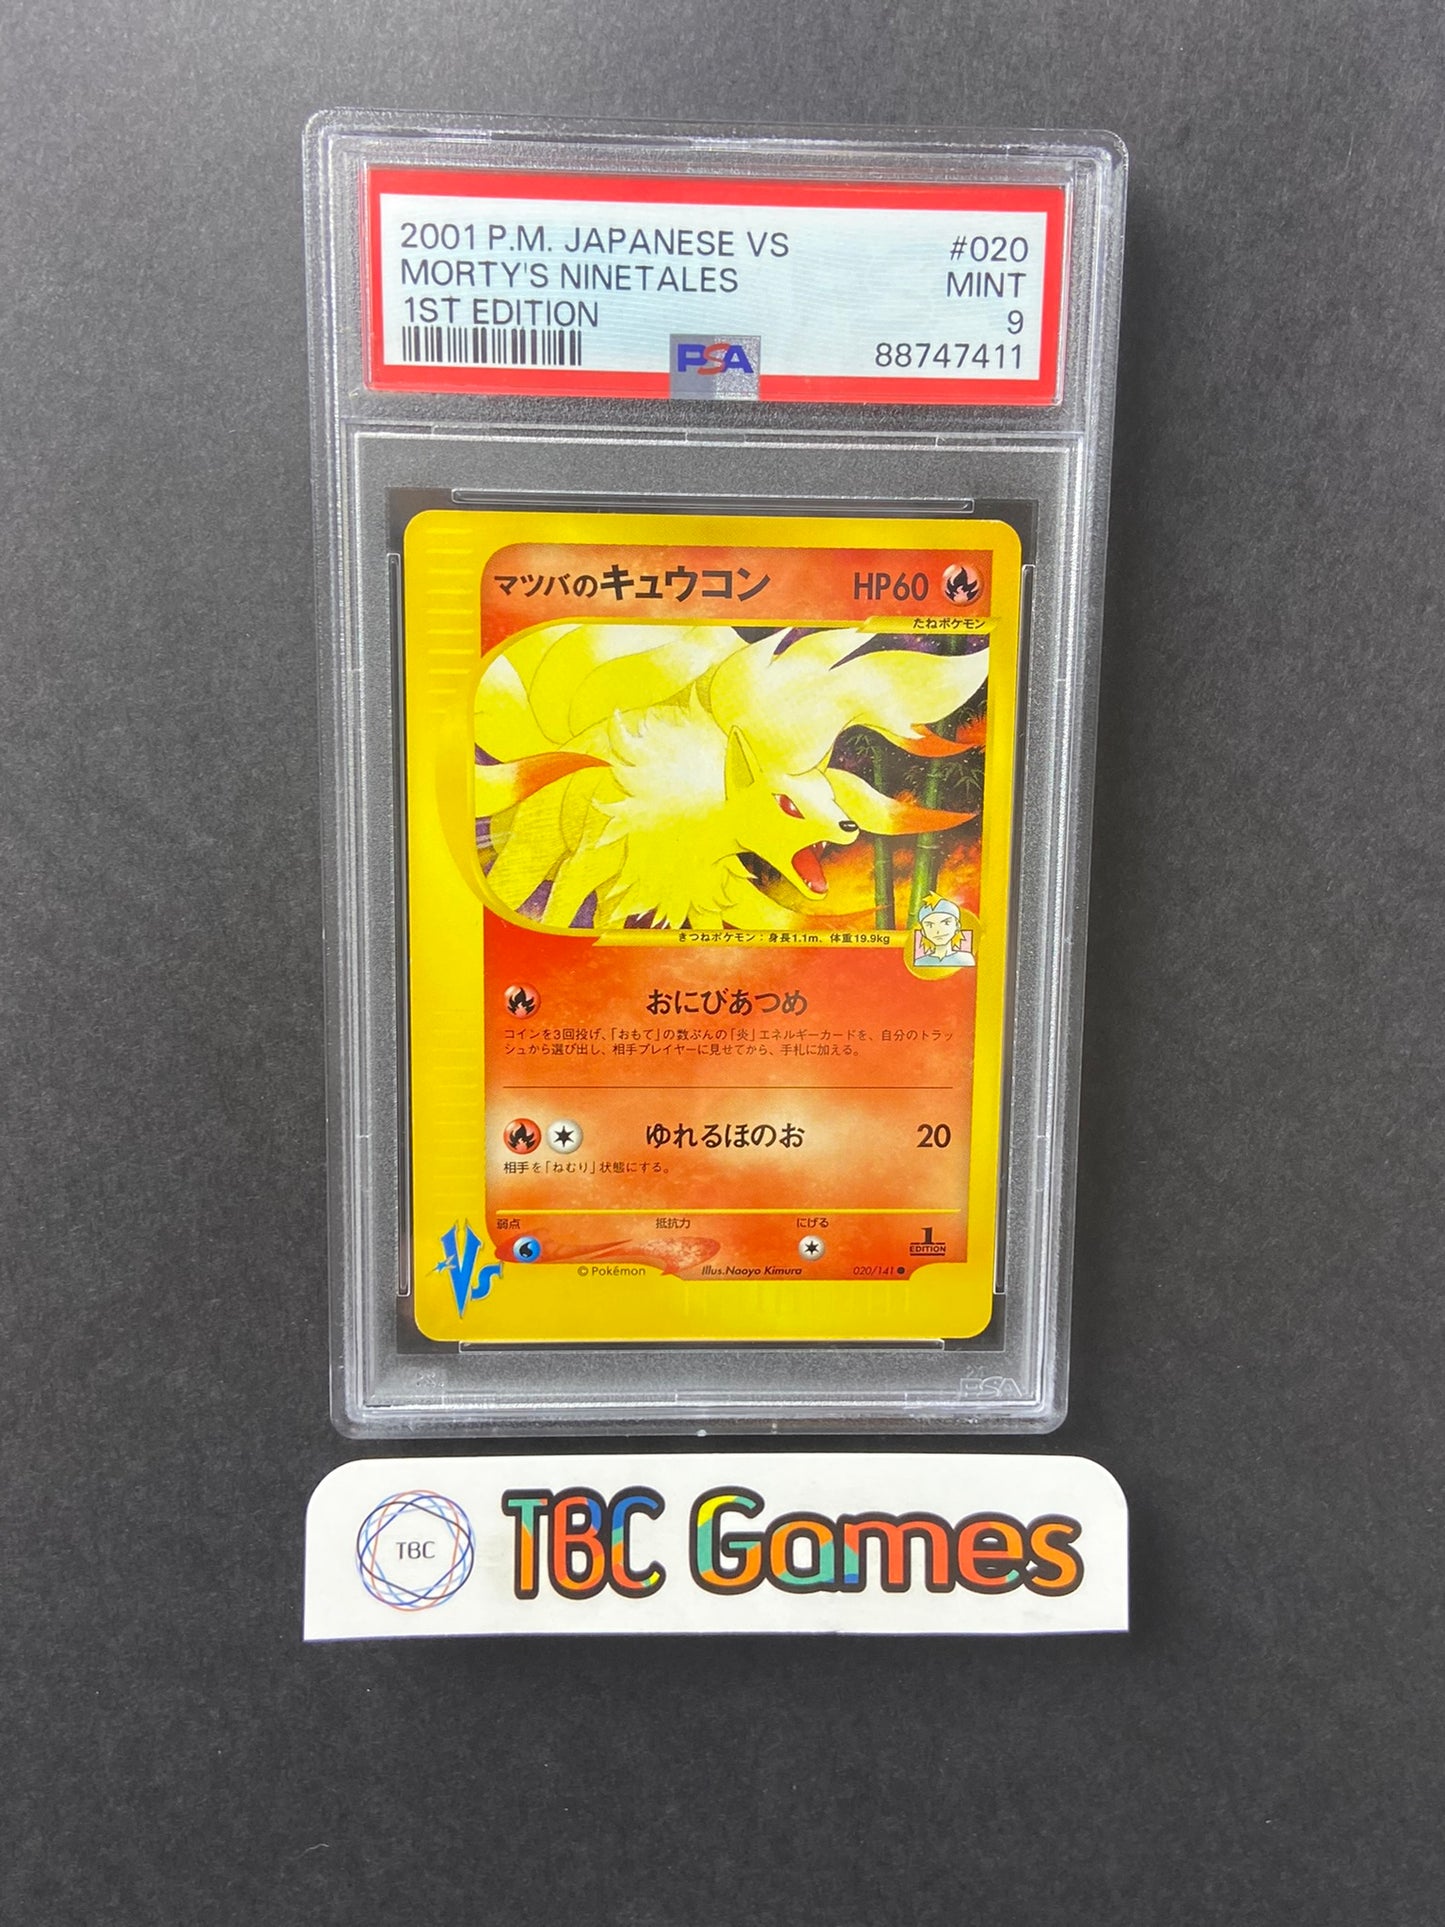 2001 P.M. JAPANESE VS #020
MORTY'S NINETALES MINT
1ST EDITION 9
PSA 88747411
マツバのキュウコン HP60
たねポケモン
きつねポケモン：身長1.1m、体重19.9kg
おにびあつめ
コインを3回投げ、「おもて」の数ぶんの「炎」エネルギーカードを、自分のトラッ
シュから選び出し、相手プレイヤーに見せてから、手札に加える。
ゆれるほのお 20
相手を「ねむり」状態にする。
弱点 抵抗力 にげる
1
EDITION
VS
© Pokémon Illus.Naoyo Kimura 020/141
PSA
TBC TBC Games